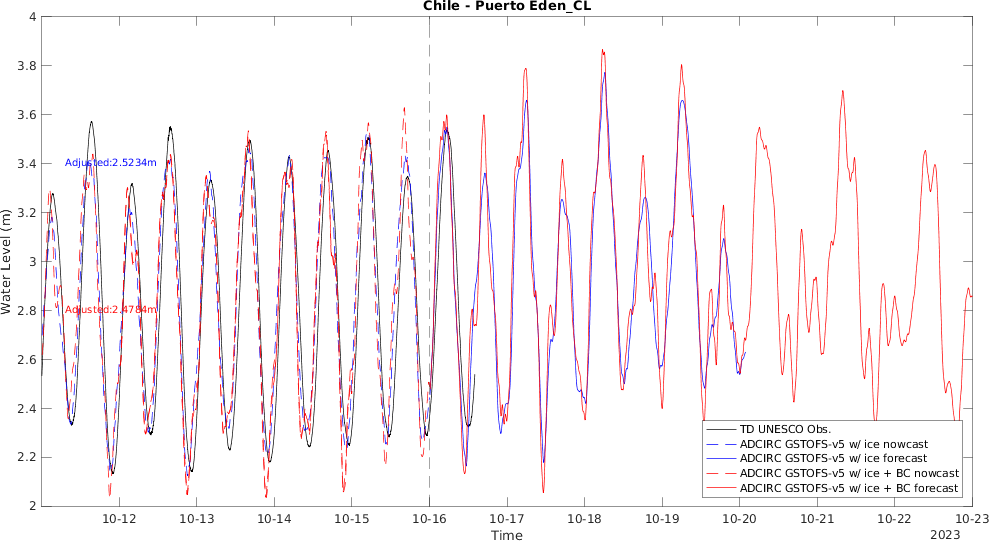 Chile - Puerto Eden_CL
4
3.8
3.6
3.4
3.2
3
2.8
2.6
2.4
2.2
2
Water Level (m)
Adjusted:2.5234m
Adjusted:2.4784m
TD UNESCO Obs.
ADCIRC GSTOFS-v5 w/ ice nowcast
ADCIRC GSTOFS-v5 w/ ice forecast
ADCIRC GSTOFS-v5 w/ ice + BC nowcast
ADCIRC GSTOFS-v5 w/ ice + BC forecast
10-12 10-13 10-14 10-15 10-16 10-17 10-18 10-19 10-20 10-21 10-22 10-23
Time
2023